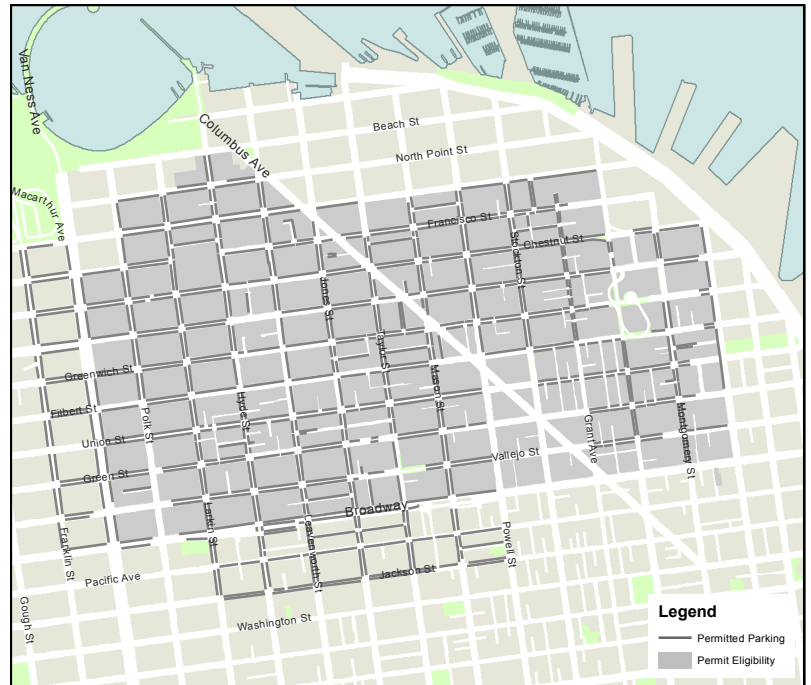 Van Ness Ave
Columbus Ave
Beach St
North Point St
Macarthur Ave
Francisco St
Chestnut St
Stockton St
Jones St
Taylor S
Mason St
Greenwich St
Hyde St
Filbert St
Polk St
Grant Ave
Montgomery St
Union St
Vallejo St
Green St
Broadway
Larkin St
Leavenworth St
Powell St
Franklin St
Jackson St
Pacific Ave
Gough St
Washington St
Legend
Permitted Parking
Permit Eligibility